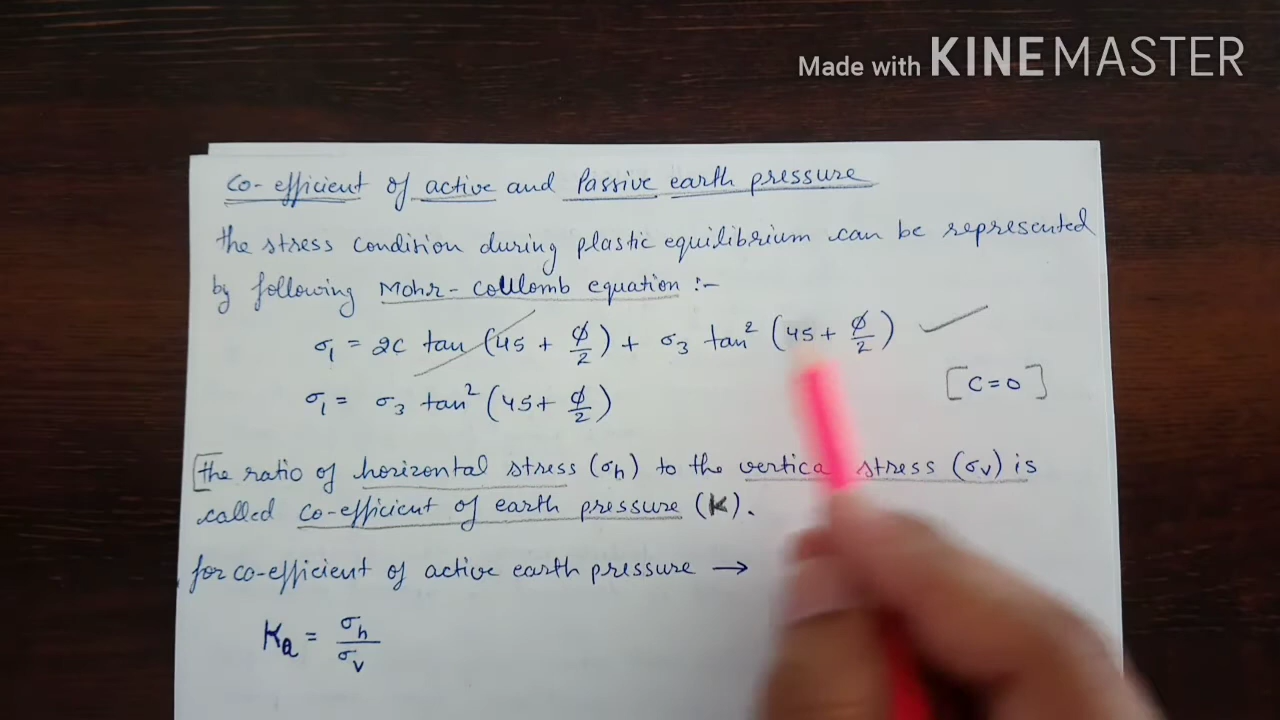 Made with KINEMASTER
Co-efficient of active and Passive earth pressure
the stress condition during plastic equilibrium can be represented
by following Mohr-Coulomb equation :-
σ₁ = 2C tan (45 + φ/2) + σ₃ tan² (45 + φ/2)
[C=0]
σ₁ = σ₃ tan² (45 + φ/2)
[the ratio of horizontal stress (σh) to the vertical stress (σv) is
called co-efficient of earth pressure (K).
for co-efficient of active earth pressure →
Ka = σh/σv